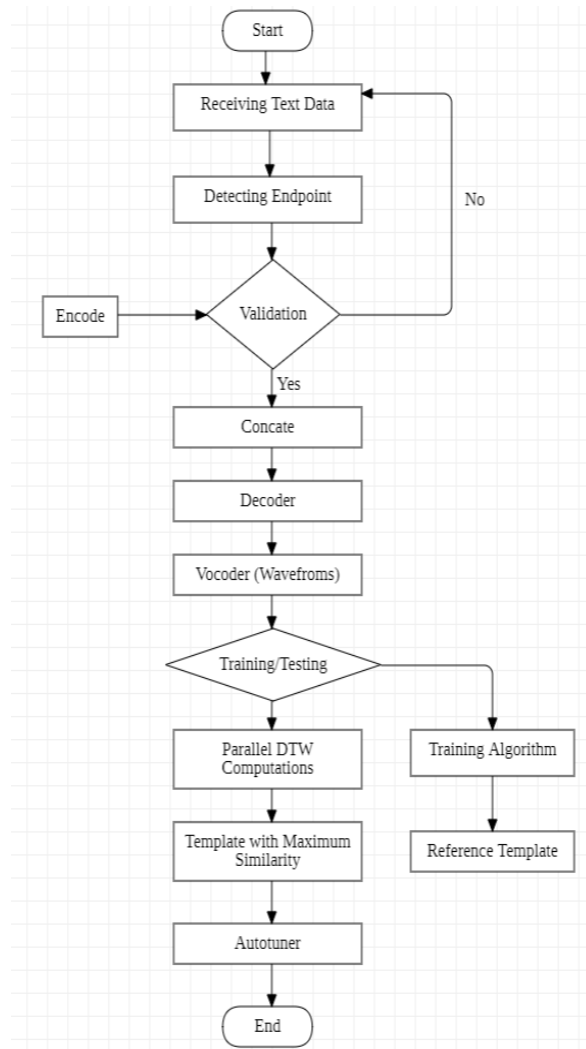 Start
Receiving Text Data
Detecting Endpoint
No
Encode
Validation
Yes
Concate
Decoder
Vocoder (Wavefroms)
Training/Testing
Parallel DTW
Computations
Training Algorithm
Template with Maximum
Similarity
Reference Template
Autotuner
End